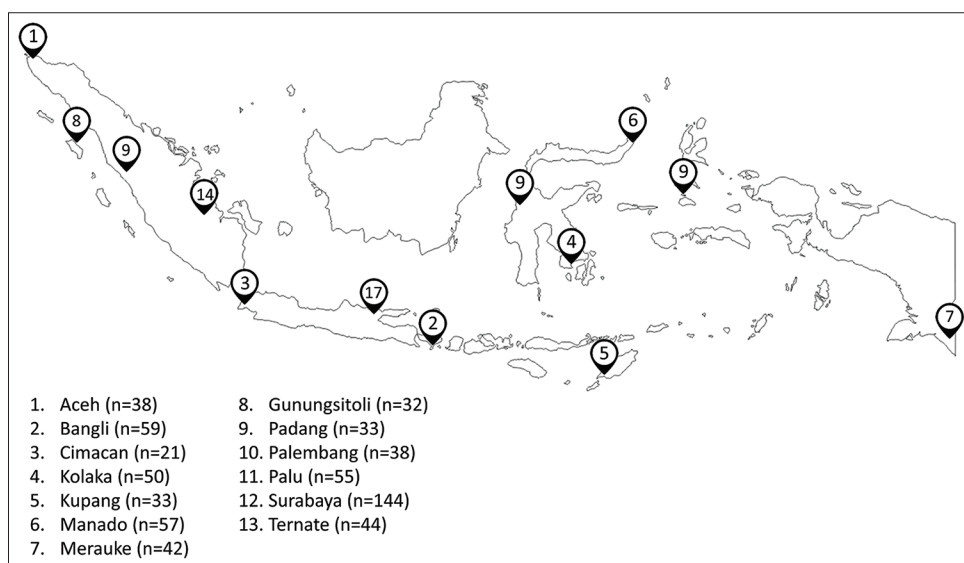 1
8
6
9
9
9
14
4
3
17
2
7
5
1. Aceh (n=38)
2. Bangli (n=59)
3. Cimacan (n=21)
4. Kolaka (n=50)
5. Kupang (n=33)
6. Manado (n=57)
7. Merauke (n=42)
8. Gunungsitoli (n=32)
9. Padang (n=33)
10. Palembang (n=38)
11. Palu (n=55)
12. Surabaya (n=144)
13. Ternate (n=44)